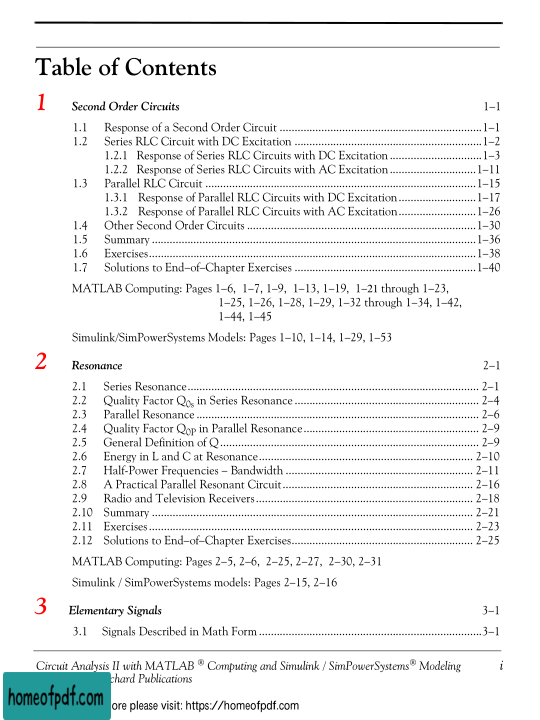 Table of Contents
1 Second Order Circuits 1–1
1.1 Response of a Second Order Circuit ....................................................................1–1
1.2 Series RLC Circuit with DC Excitation ...............................................................1–2
1.2.1 Response of Series RLC Circuits with DC Excitation ...............................1–3
1.2.2 Response of Series RLC Circuits with AC Excitation .............................1–11
1.3 Parallel RLC Circuit ...........................................................................................1–15
1.3.1 Response of Parallel RLC Circuits with DC Excitation ..........................1–17
1.3.2 Response of Parallel RLC Circuits with AC Excitation ..........................1–26
1.4 Other Second Order Circuits .............................................................................1–30
1.5 Summary .............................................................................................................1–36
1.6 Exercises..............................................................................................................1–38
1.7 Solutions to End–of–Chapter Exercises .............................................................1–40
MATLAB Computing: Pages 1–6, 1–7, 1–9, 1–13, 1–19, 1–21 through 1–23,
1–25, 1–26, 1–28, 1–29, 1–32 through 1–34, 1–42,
1–44, 1–45
Simulink/SimPowerSystems Models: Pages 1–10, 1–14, 1–29, 1–53
2 Resonance 2–1
2.1 Series Resonance.................................................................................................. 2–1
2.2 Quality Factor Q0s in Series Resonance .............................................................. 2–4
2.3 Parallel Resonance ............................................................................................... 2–6
2.4 Quality Factor Q0P in Parallel Resonance........................................................... 2–9
2.5 General Definition of Q....................................................................................... 2–9
2.6 Energy in L and C at Resonance......................................................................... 2–10
2.7 Half-Power Frequencies – Bandwidth ............................................................... 2–11
2.8 A Practical Parallel Resonant Circuit................................................................ 2–16
2.9 Radio and Television Receivers......................................................................... 2–18
2.10 Summary ............................................................................................................ 2–21
2.11 Exercises............................................................................................................. 2–23
2.12 Solutions to End–of–Chapter Exercises............................................................. 2–25
MATLAB Computing: Pages 2–5, 2–6, 2–25, 2–27, 2–30, 2–31
Simulink / SimPowerSystems models: Pages 2–15, 2–16
3 Elementary Signals 3–1
3.1 Signals Described in Math Form ...........................................................................3–1
Circuit Analysis II with MATLAB ® Computing and Simulink / SimPowerSystems® Modeling i
chard Publications
homeofpdf.com
ore please visit: https://homeofpdf.com